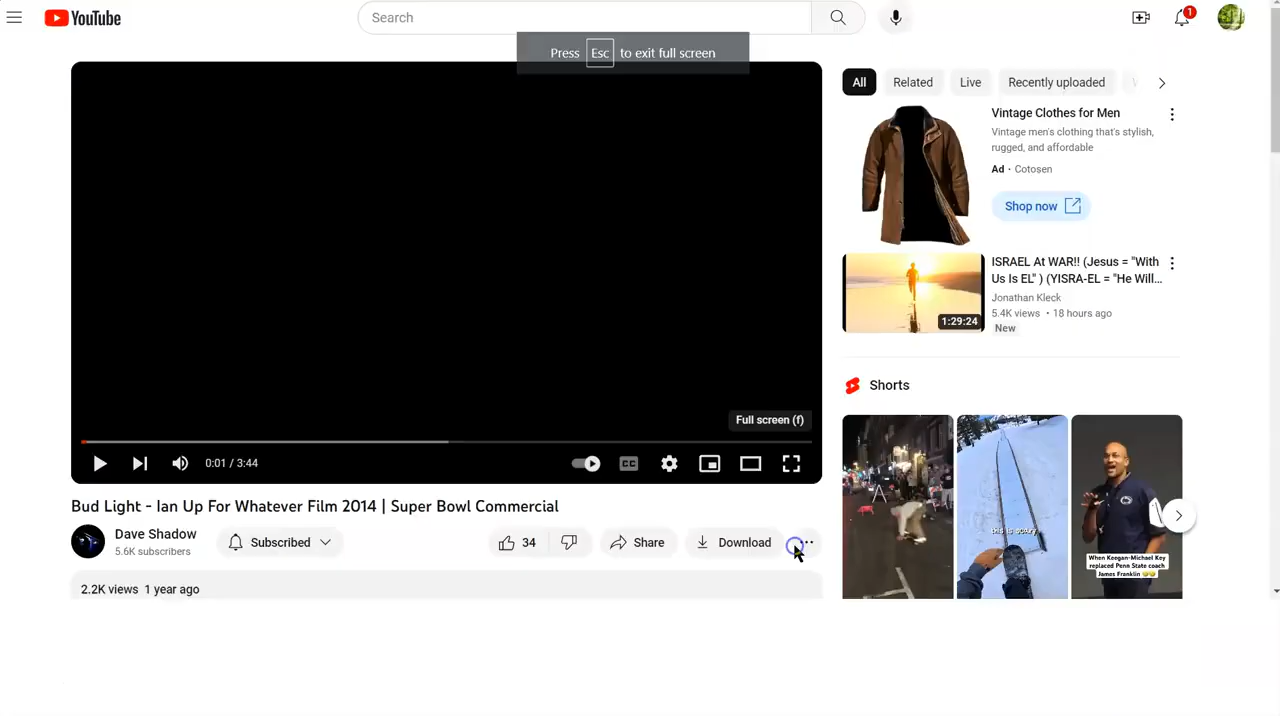 YouTube
Search
1
Press Esc to exit full screen
All
Related
Live
Recently uploaded
Vintage Clothes for Men
Vintage men's clothing that's stylish,
rugged, and affordable
Ad · Cotosen
Shop now
ISRAEL At WAR!! (Jesus = "With
Us Is EL" ) (YISRA-EL = "He Will...
Jonathan Kleck
5.4K views • 18 hours ago
New
1:29:24
Shorts
this is scary
When Keegan-Michael Key
replaced Penn State coach
James Franklin
Full screen (f)
0:01 / 3:44
CC
Bud Light - Ian Up For Whatever Film 2014 | Super Bowl Commercial
Dave Shadow
5.6K subscribers
Subscribed
34
Share
Download
2.2K views 1 year ago